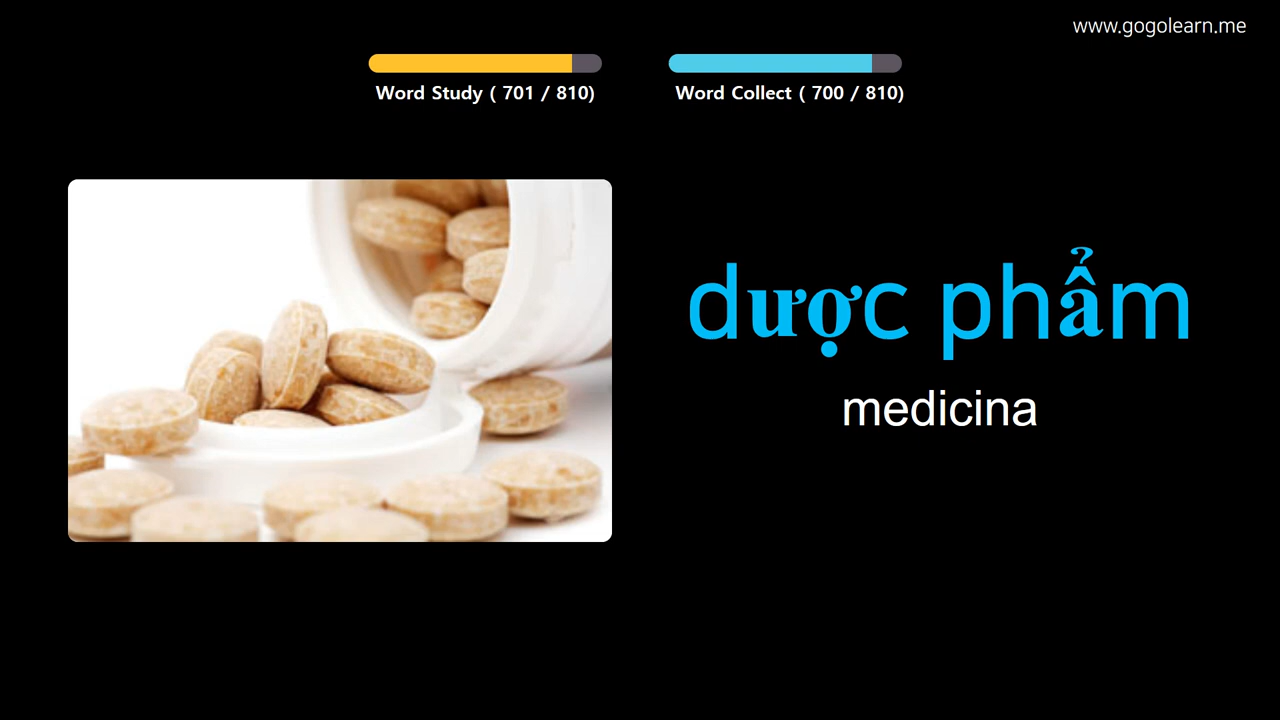 www.gogolearn.me
Word Study ( 701 / 810)
Word Collect ( 700 / 810)
dược phẩm
medicina